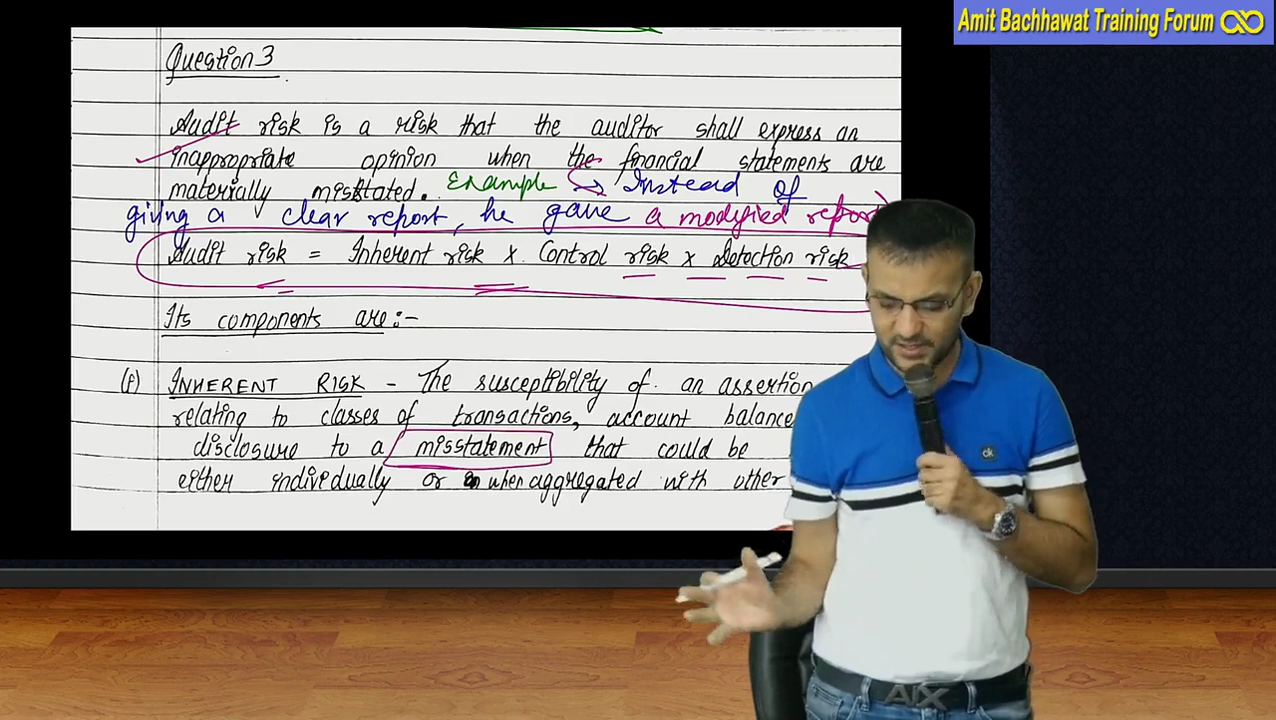 Amit Bachhawat Training Forum
Question 3
Audit risk is a risk that the auditor shall express an
inappropriate opinion when the financial statements are
materially misstated. Example → Instead of
giving a clear report, he gave a modified report
Audit risk = Inherent risk x Control risk x Detection risk
Its components are:-
(i) INHERENT RISK - The susceptibility of an assertion
relating to classes of transactions, account balance
disclosure to a misstatement that could be
either individually or when aggregated with other
AIX